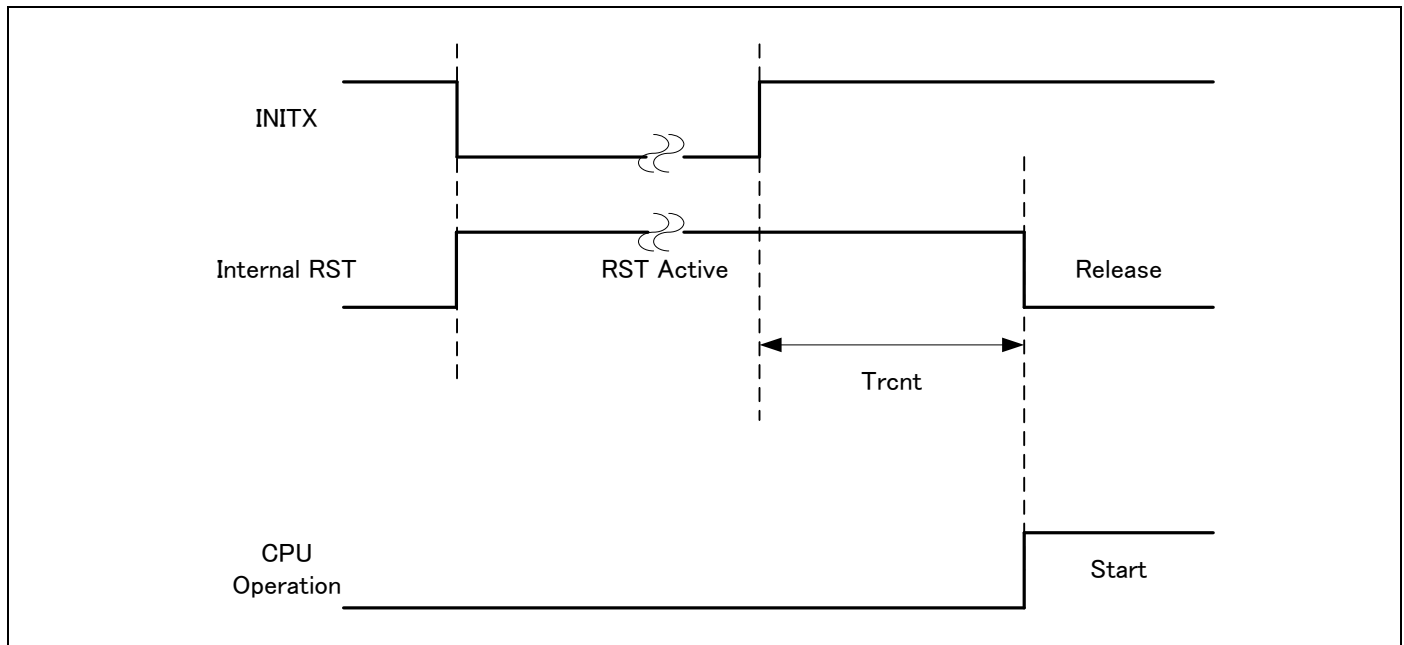 INITX
Internal RST
RST Active
Release
Trcnt
CPU
Operation
Start